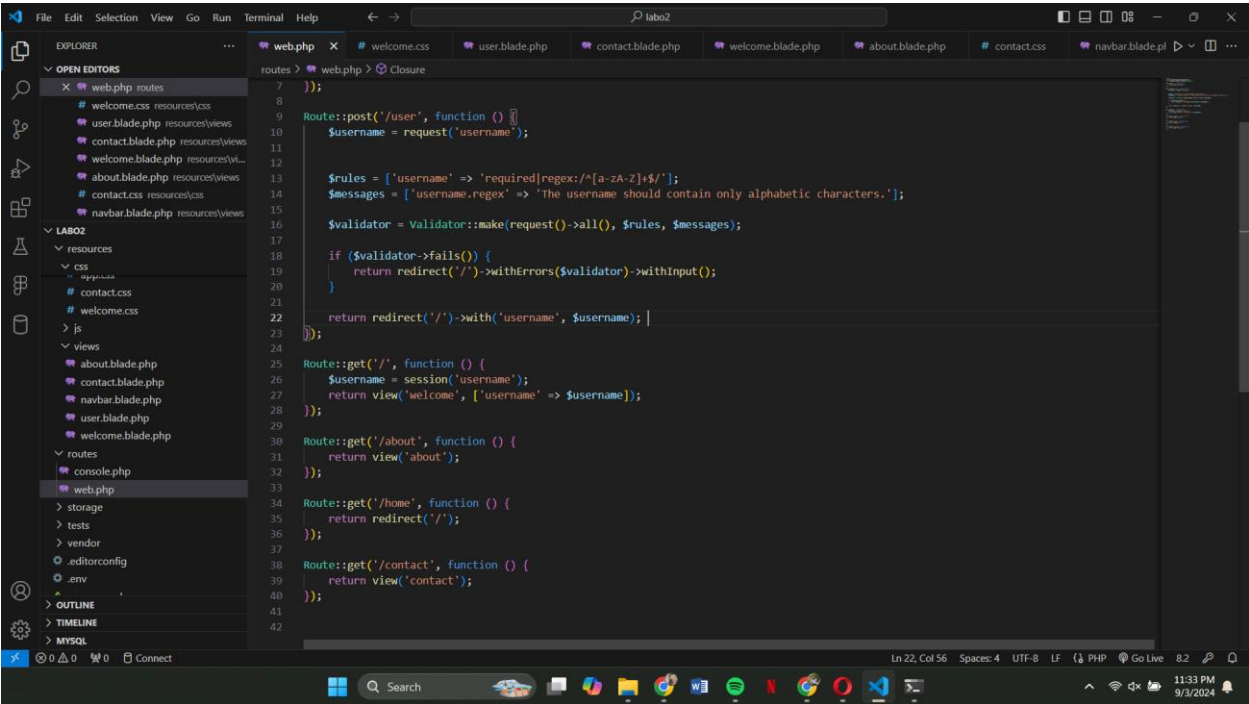 File Edit Selection View Go Run Terminal Help
labo2
EXPLORER
web.php
welcome.css
user.blade.php
contact.blade.php
welcome.blade.php
about.blade.php
contact.css
navbar.blade.pl
OPEN EDITORS
web.php routes
welcome.css resources\css
user.blade.php resources\views
contact.blade.php resources\views
welcome.blade.php resources\vi...
about.blade.php resources\views
contact.css resources\css
navbar.blade.php resources\views
LABO2
resources
css
app.css
contact.css
welcome.css
js
views
about.blade.php
contact.blade.php
navbar.blade.php
user.blade.php
welcome.blade.php
routes
console.php
web.php
storage
tests
vendor
.editorconfig
.env
OUTLINE
TIMELINE
MYSQL
routes > web.php > Closure
7 });
8
9 Route::post('/user', function () {
10 $username = request('username');
11
12
13 $rules = ['username' => 'required|regex:/^[a-zA-Z]+$/'];
14 $messages = ['username.regex' => 'The username should contain only alphabetic characters.'];
15
16 $validator = Validator::make(request()->all(), $rules, $messages);
17
18 if ($validator->fails()) {
19 return redirect('/')->withErrors($validator)->withInput();
20 }
21
22 return redirect('/')->with('username', $username);
23 });
24
25 Route::get('/', function () {
26 $username = session('username');
27 return view('welcome', ['username' => $username]);
28 });
29
30 Route::get('/about', function () {
31 return view('about');
32 });
33
34 Route::get('/home', function () {
35 return redirect('/');
36 });
37
38 Route::get('/contact', function () {
39 return view('contact');
40 });
41
42
0 0 0 Connect
Ln 22, Col 56 Spaces: 4 UTF-8 LF PHP Go Live 8.2
Search
11:33 PM
9/3/2024